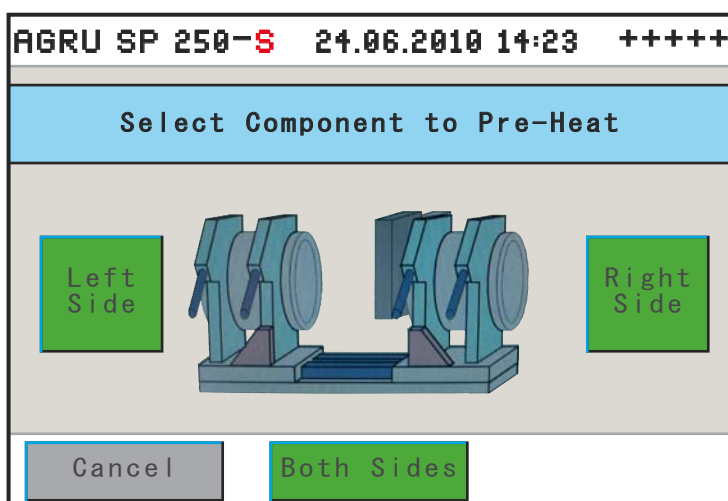 AGRU SP 250-S 24.06.2010 14:23 +++++
Select Component to Pre-Heat
Left
Side
Right
Side
Cancel
Both Sides